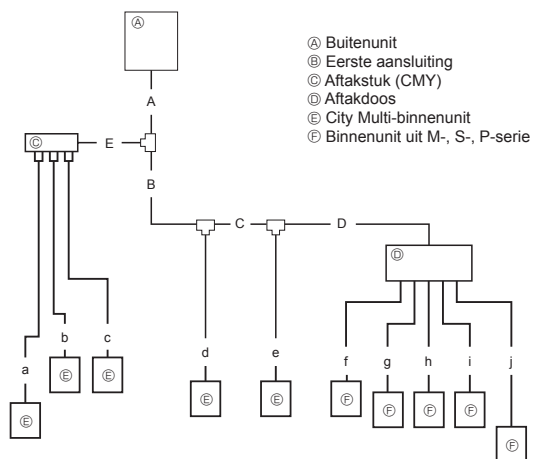 Ⓐ
Ⓐ Buitenunit
Ⓑ Eerste aansluiting
Ⓒ Aftakstuk (CMY)
Ⓓ Aftakdoos
Ⓔ City Multi-binnenunit
Ⓕ Binnenunit uit M-, S-, P-serie
A
Ⓒ
E
B
C
D
Ⓓ
a
b
c
d
e
f
g
h
i
j
Ⓔ
Ⓔ
Ⓔ
Ⓔ
Ⓔ
Ⓕ
Ⓕ
Ⓕ
Ⓕ
Ⓕ